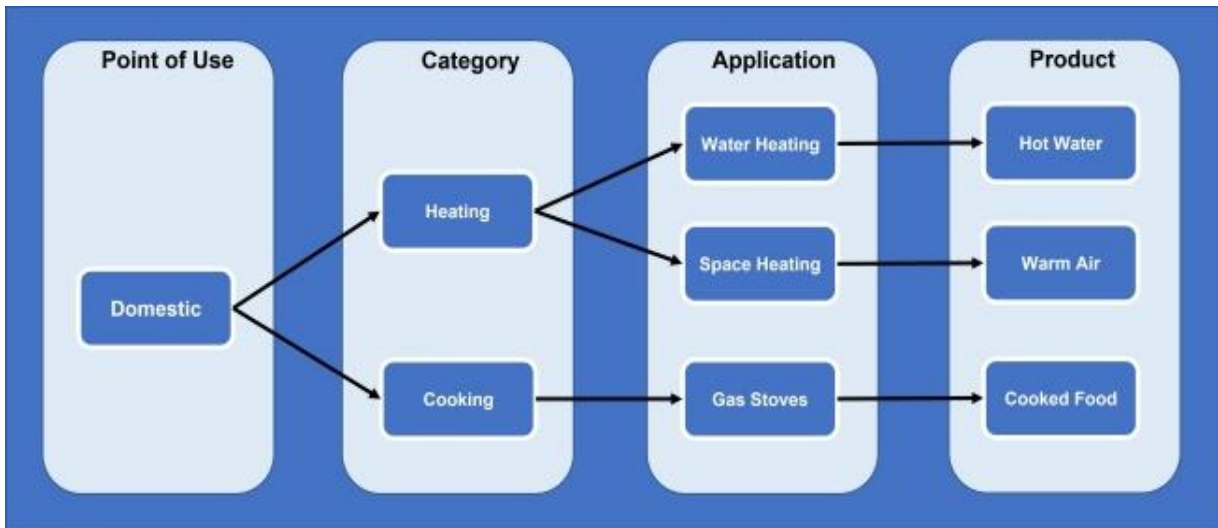 Point of Use
Category
Application
Product
Domestic
Heating
Cooking
Water Heating
Space Heating
Gas Stoves
Hot Water
Warm Air
Cooked Food